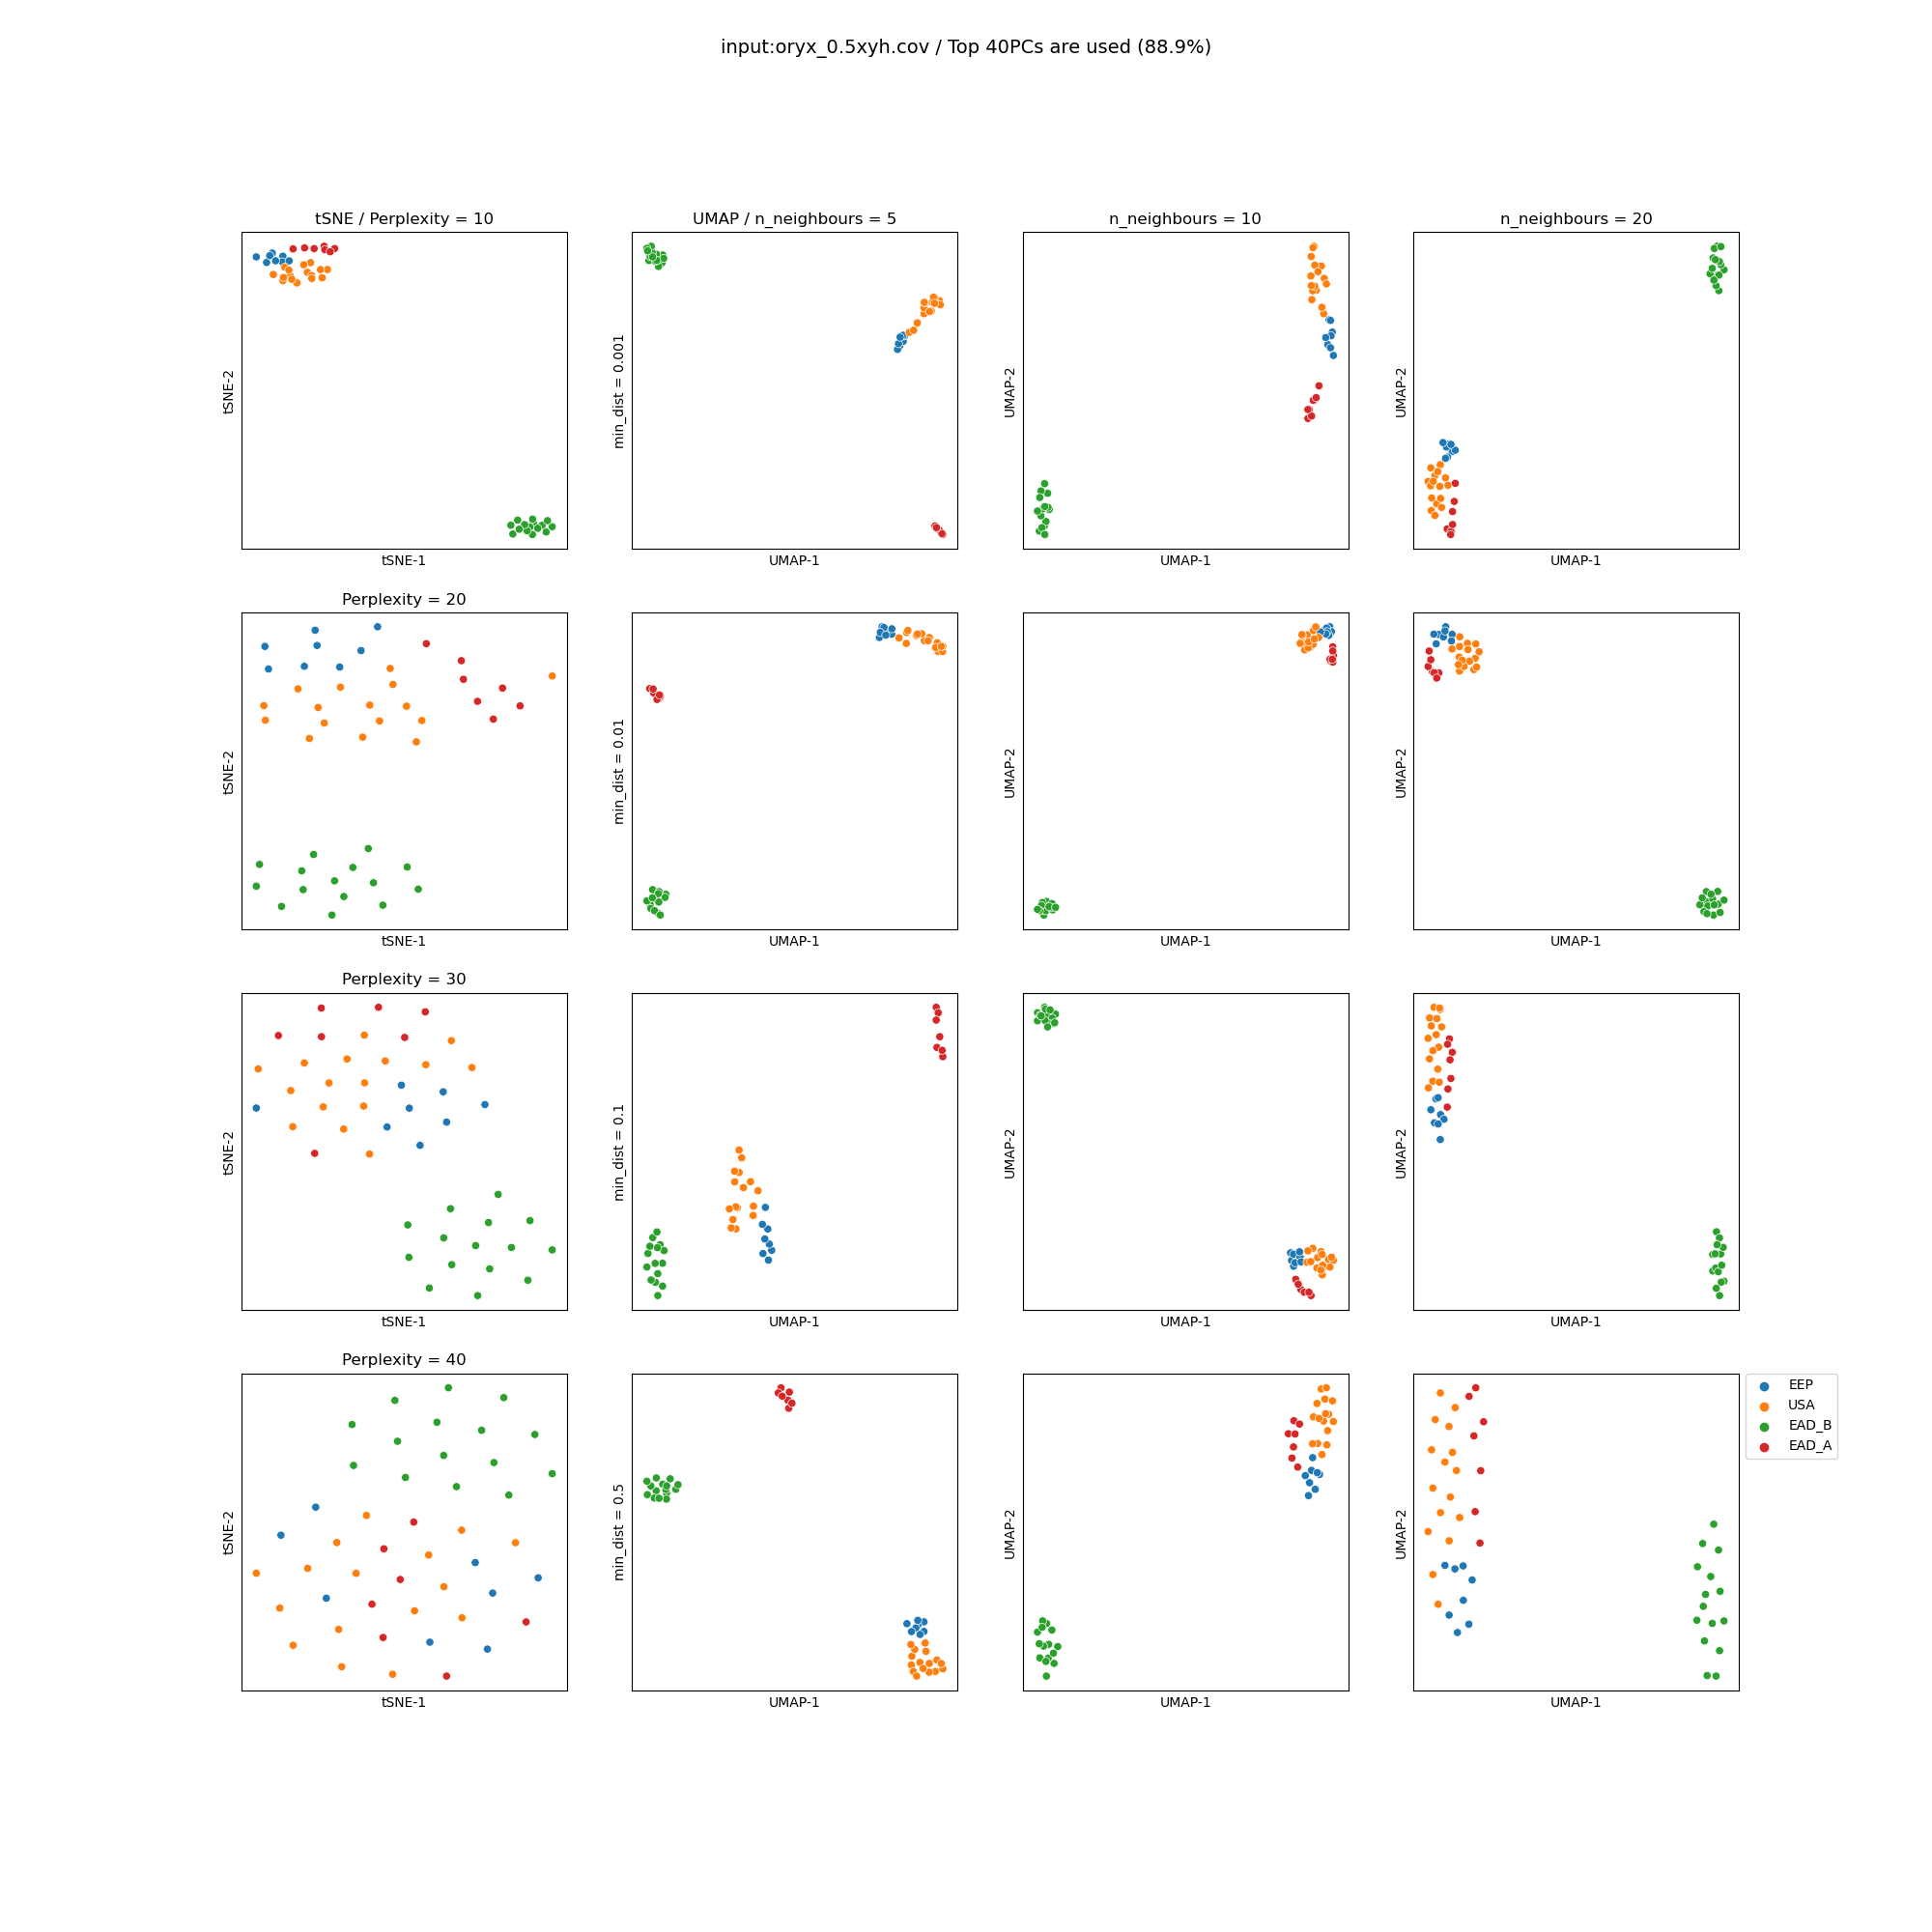 input:oryx_0.5xyh.cov / Top 40PCs are used (88.9%)
tSNE / Perplexity = 10
UMAP / n_neighbours = 5
n_neighbours = 10
n_neighbours = 20
tSNE-2
min_dist = 0.001
UMAP-2
UMAP-2
tSNE-1
UMAP-1
UMAP-1
UMAP-1
Perplexity = 20
tSNE-2
min_dist = 0.01
UMAP-2
UMAP-2
tSNE-1
UMAP-1
UMAP-1
UMAP-1
Perplexity = 30
tSNE-2
min_dist = 0.1
UMAP-2
UMAP-2
tSNE-1
UMAP-1
UMAP-1
UMAP-1
Perplexity = 40
tSNE-2
min_dist = 0.5
UMAP-2
UMAP-2
EEP
USA
EAD_B
EAD_A
tSNE-1
UMAP-1
UMAP-1
UMAP-1